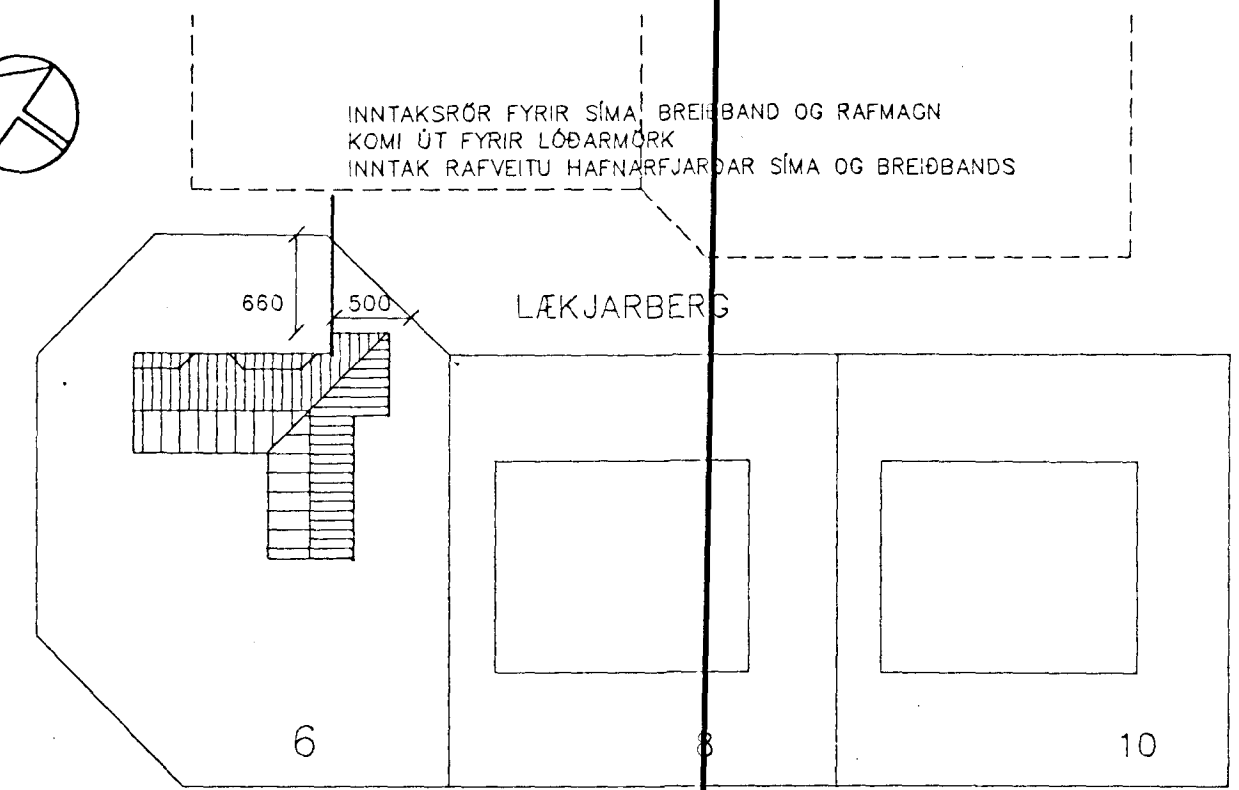 INNTAKSRÖR FYRIR SÍMA, BREIÐBAND OG RAFMAGN
KOMI ÚT FYRIR LÓÐARMÖRK
INNTAK RAFVEITU HAFNARFJARÐAR SÍMA OG BREIÐBANDS
660
500
LÆKJARBERG
6
8
10